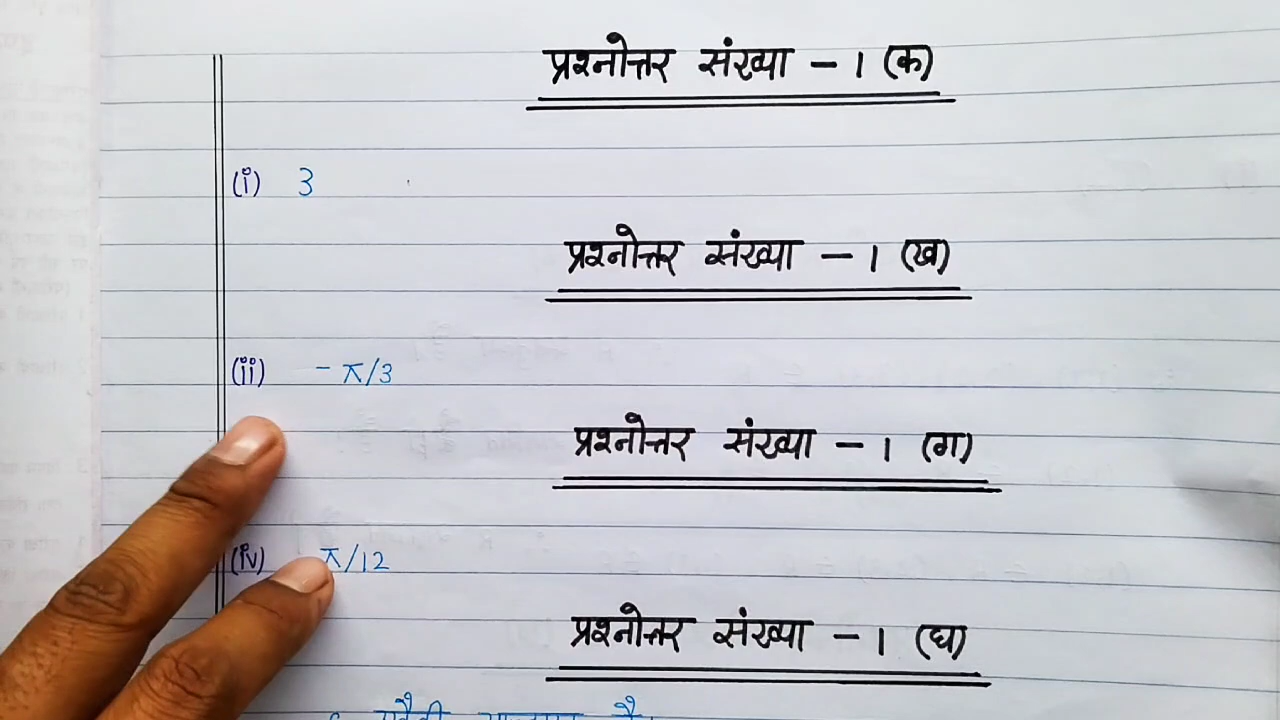 प्रश्नोत्तर संख्या - 1 (क)
(i) 3
प्रश्नोत्तर संख्या - 1 (ख)
(ii) - π/3
प्रश्नोत्तर संख्या - 1 (ग)
(iv) π/12
प्रश्नोत्तर संख्या - 1 (घ)